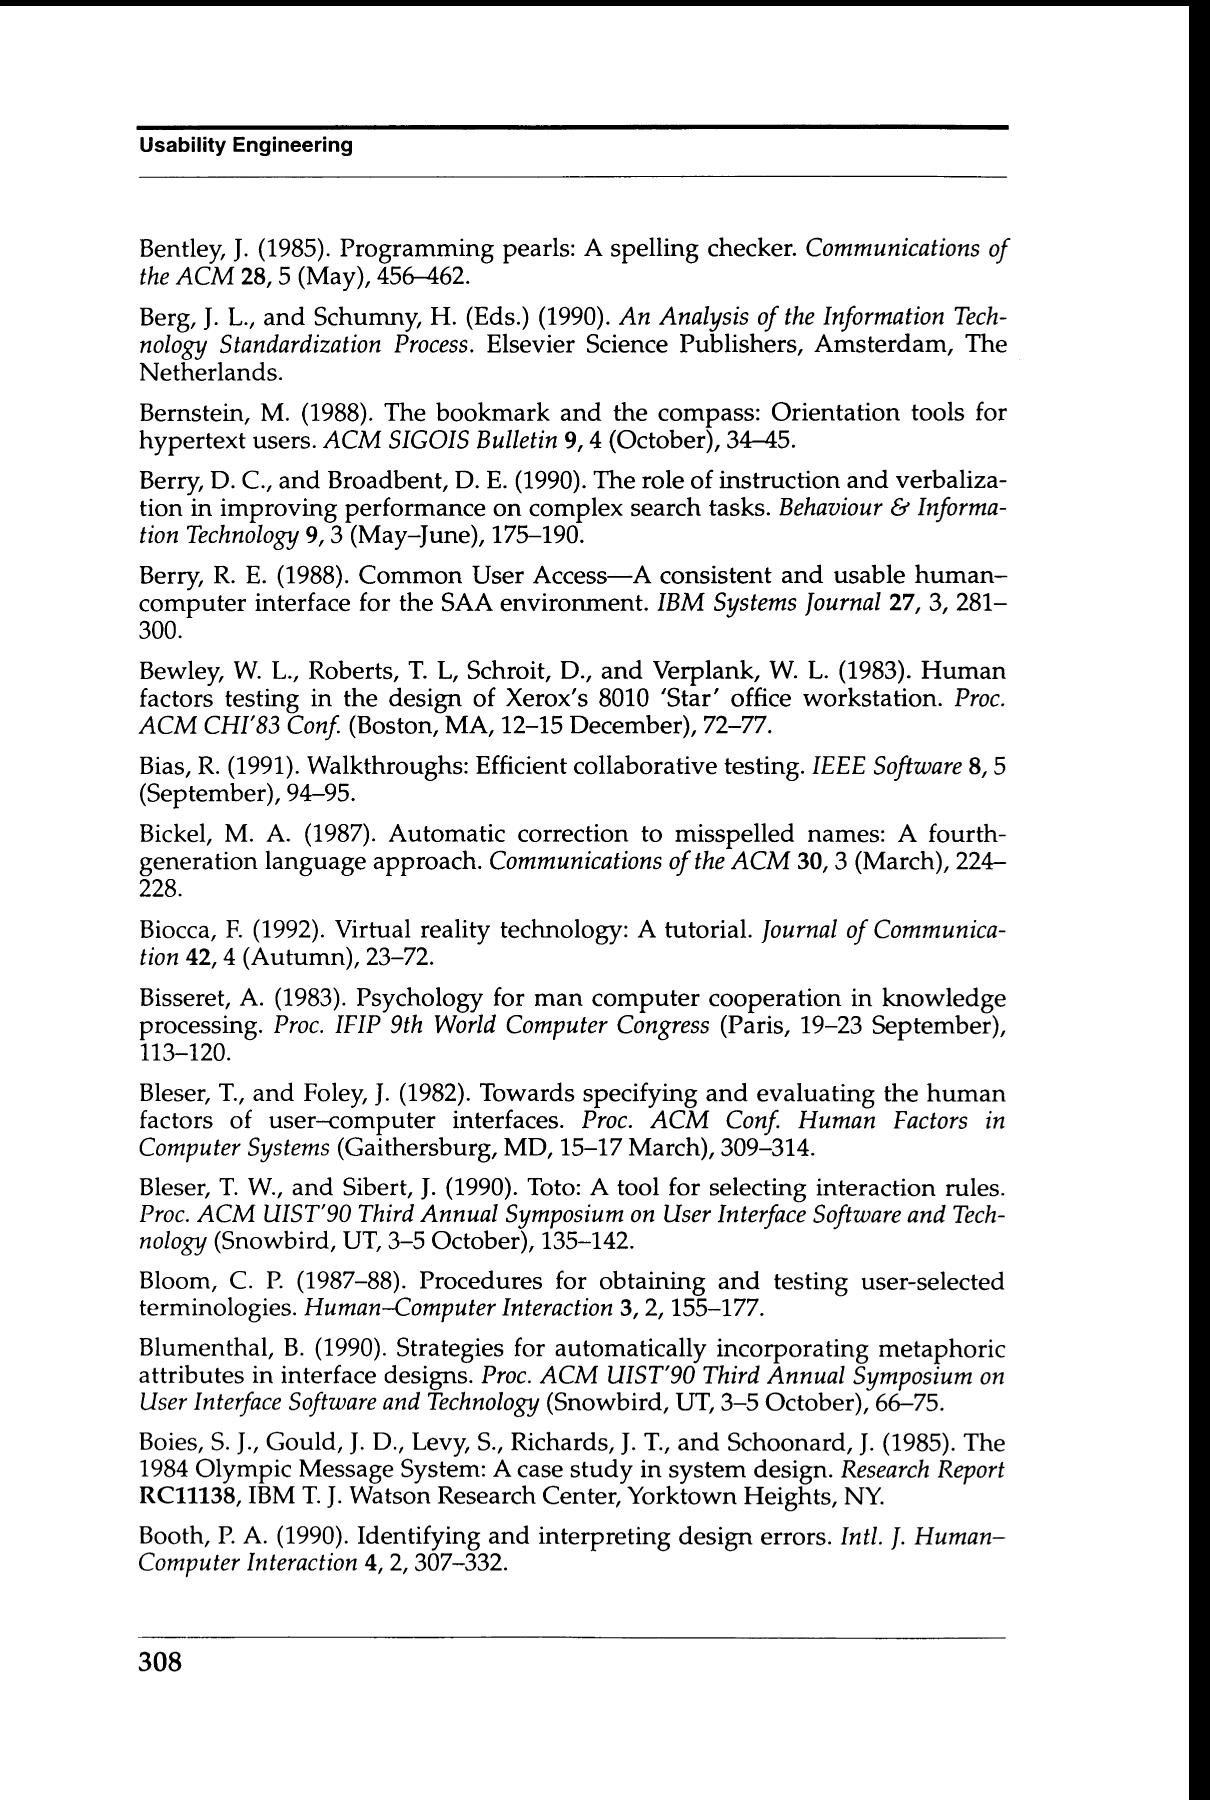 Usability Engineering
Bentley, J. (1985). Programming pearls: A spelling checker. Communications of
the ACM 28, 5 (May), 456–462.
Berg, J. L., and Schumny, H. (Eds.) (1990). An Analysis of the Information Tech-
nology Standardization Process. Elsevier Science Publishers, Amsterdam, The
Netherlands.
Bernstein, M. (1988). The bookmark and the compass: Orientation tools for
hypertext users. ACM SIGOIS Bulletin 9, 4 (October), 34–45.
Berry, D. C., and Broadbent, D. E. (1990). The role of instruction and verbaliza-
tion in improving performance on complex search tasks. Behaviour & Informa-
tion Technology 9, 3 (May–June), 175–190.
Berry, R. E. (1988). Common User Access—A consistent and usable human–
computer interface for the SAA environment. IBM Systems Journal 27, 3, 281–
300.
Bewley, W. L., Roberts, T. L, Schroit, D., and Verplank, W. L. (1983). Human
factors testing in the design of Xerox's 8010 'Star' office workstation. Proc.
ACM CHI'83 Conf. (Boston, MA, 12–15 December), 72–77.
Bias, R. (1991). Walkthroughs: Efficient collaborative testing. IEEE Software 8, 5
(September), 94–95.
Bickel, M. A. (1987). Automatic correction to misspelled names: A fourth-
generation language approach. Communications of the ACM 30, 3 (March), 224–
228.
Biocca, F. (1992). Virtual reality technology: A tutorial. Journal of Communica-
tion 42, 4 (Autumn), 23–72.
Bisseret, A. (1983). Psychology for man computer cooperation in knowledge
processing. Proc. IFIP 9th World Computer Congress (Paris, 19–23 September),
113–120.
Bleser, T., and Foley, J. (1982). Towards specifying and evaluating the human
factors of user–computer interfaces. Proc. ACM Conf. Human Factors in
Computer Systems (Gaithersburg, MD, 15–17 March), 309–314.
Bleser, T. W., and Sibert, J. (1990). Toto: A tool for selecting interaction rules.
Proc. ACM UIST'90 Third Annual Symposium on User Interface Software and Tech-
nology (Snowbird, UT, 3–5 October), 135–142.
Bloom, C. P. (1987–88). Procedures for obtaining and testing user-selected
terminologies. Human–Computer Interaction 3, 2, 155–177.
Blumenthal, B. (1990). Strategies for automatically incorporating metaphoric
attributes in interface designs. Proc. ACM UIST'90 Third Annual Symposium on
User Interface Software and Technology (Snowbird, UT, 3–5 October), 66–75.
Boies, S. J., Gould, J. D., Levy, S., Richards, J. T., and Schoonard, J. (1985). The
1984 Olympic Message System: A case study in system design. Research Report
RC11138, IBM T. J. Watson Research Center, Yorktown Heights, NY.
Booth, P. A. (1990). Identifying and interpreting design errors. Intl. J. Human–
Computer Interaction 4, 2, 307–332.
308